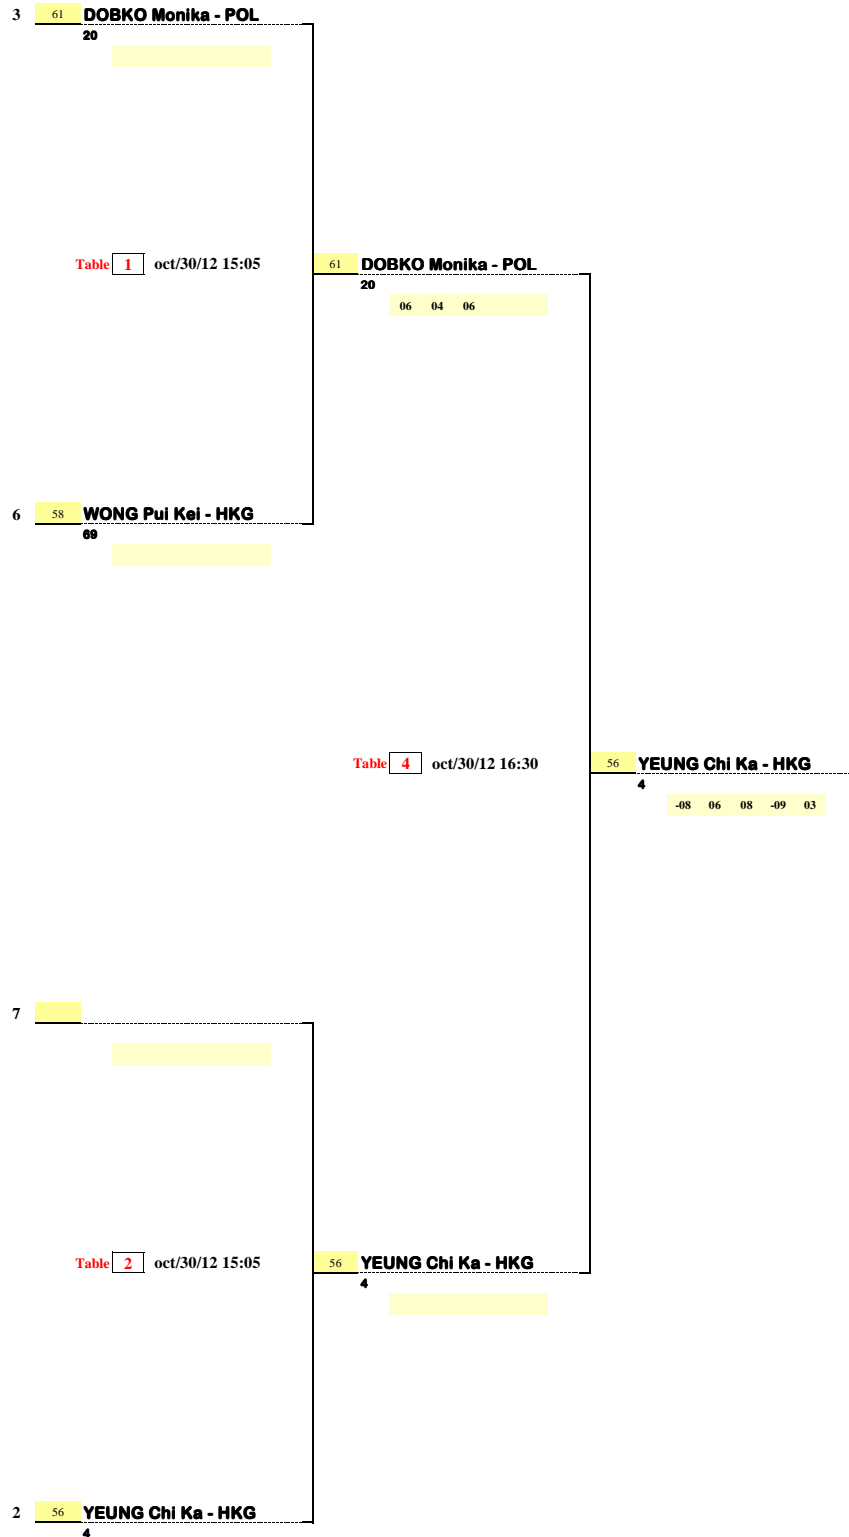 3 61 DOBKO Monika - POL
20
Table 1 oct/30/12 15:05 61 DOBKO Monika - POL
20
06 04 06
6 58 WONG Pui Kei - HKG
69
Table 4 oct/30/12 16:30 56 YEUNG Chi Ka - HKG
4
-08 06 08 -09 03
7
Table 2 oct/30/12 15:05 56 YEUNG Chi Ka - HKG
4
2 56 YEUNG Chi Ka - HKG
4